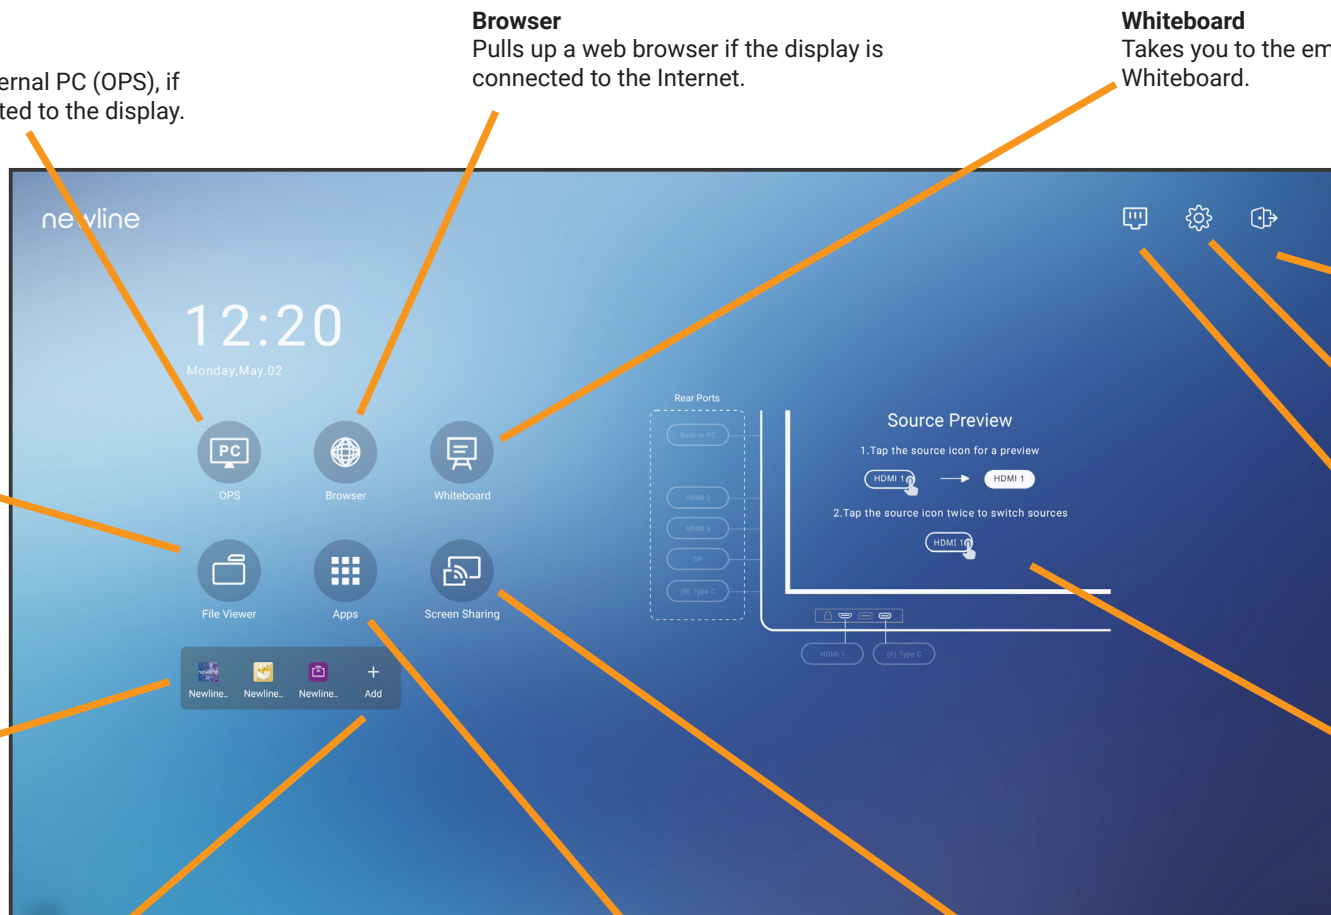 Browser
Pulls up a web browser if the display is
connected to the Internet.
Whiteboard
Takes you to the em
Whiteboard.
ernal PC (OPS), if
ted to the display.
newline
12:20
Monday,May.02
PC
OPS
Browser
Whiteboard
File Viewer
Apps
Screen Sharing
Newline..
Newline..
Newline..
Add
Rear Ports
Built-in PC
HDMI 2
HDMI 3
DP
(R) Type C
Source Preview
1.Tap the source icon for a preview
HDMI 1
HDMI 1
2.Tap the source icon twice to switch sources
HDMI 1
HDMI 1
(F) Type C